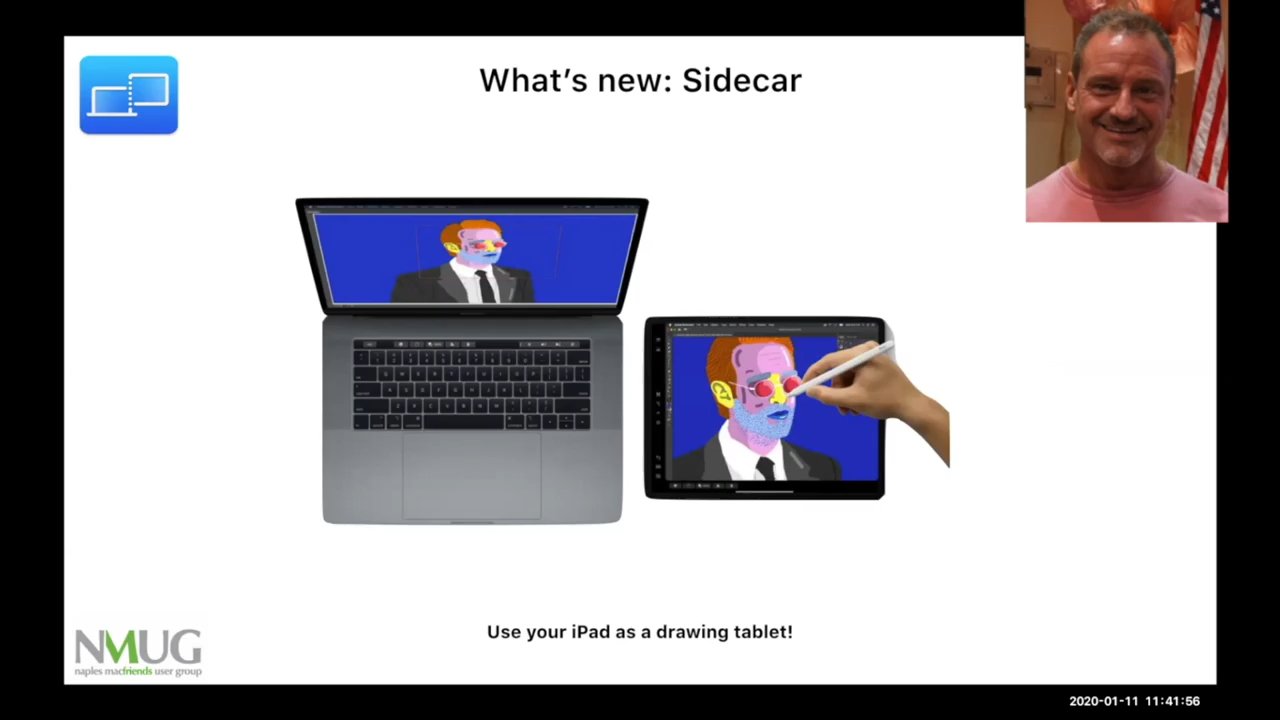 What’s new: Sidecar
Use your iPad as a drawing tablet!
NMUG
naples macfriends user group
2020-01-11 11:41:56